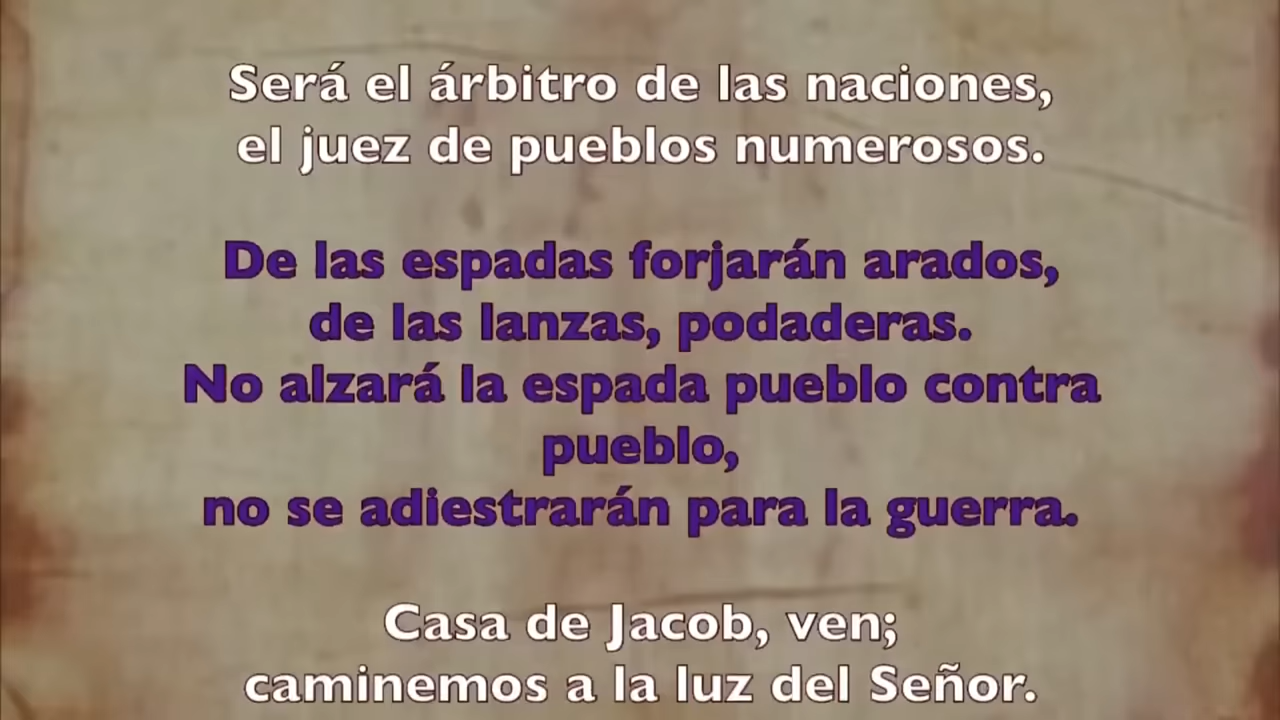 Será el árbitro de las naciones,
el juez de pueblos numerosos.
De las espadas forjarán arados,
de las lanzas, podaderas.
No alzará la espada pueblo contra
pueblo,
no se adiestrarán para la guerra.
Casa de Jacob, ven;
caminemos a la luz del Señor.